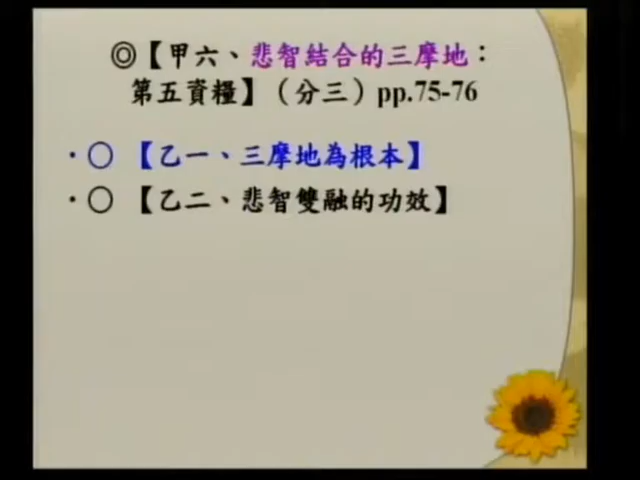 ◎【甲六、悲智結合的三摩地：
第五資糧】（分三）pp.75-76
・○ 【乙一、三摩地為根本】
・○ 【乙二、悲智雙融的功效】